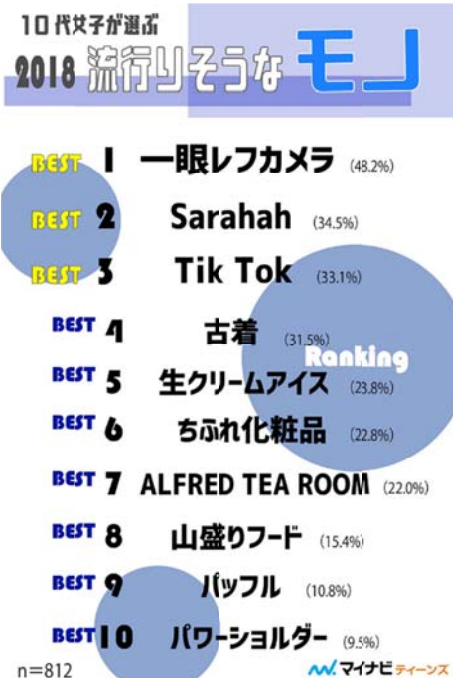 10代女子が選ぶ
2018 流行りそうな モノ
BEST 1 一眼レフカメラ (48.2%)
BEST 2 Sarahah (34.5%)
BEST 3 Tik Tok (33.1%)
BEST 4 古着 (31.5%)
Ranking
BEST 5 生クリームアイス (23.8%)
BEST 6 ちふれ化粧品 (22.8%)
BEST 7 ALFRED TEA ROOM (22.0%)
BEST 8 山盛りフード (15.4%)
BEST 9 パッフル (10.8%)
BEST 10 パワーショルダー (9.5%)
n=812 マイナビティーンズ